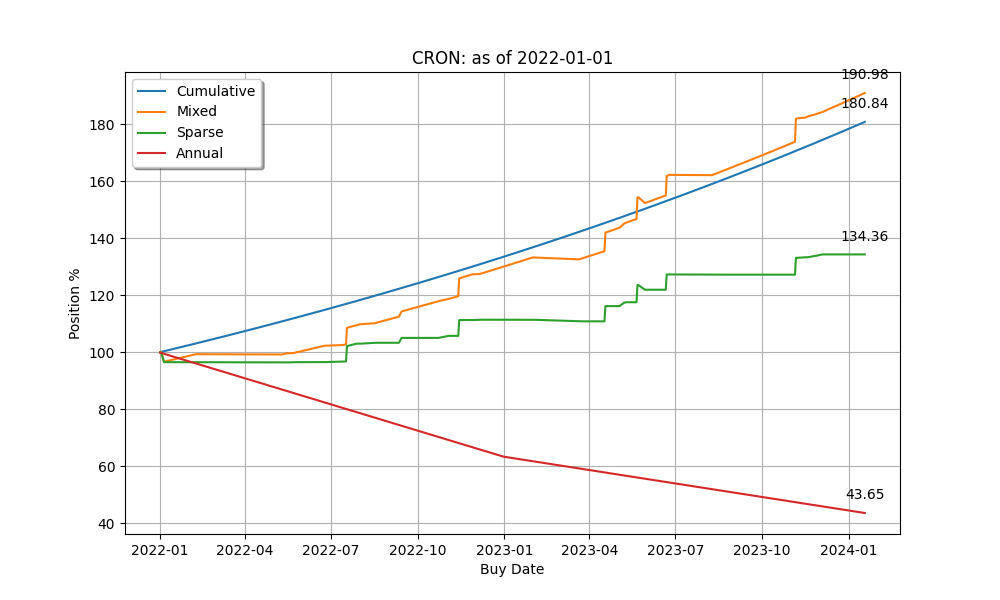 CRON: as of 2022-01-01
190.98
180.84
134.36
43.65
Cumulative
Mixed
Sparse
Annual
Position %
180
160
140
120
100
80
60
40
2022-01 2022-04 2022-07 2022-10 2023-01 2023-04 2023-07 2023-10 2024-01
Buy Date